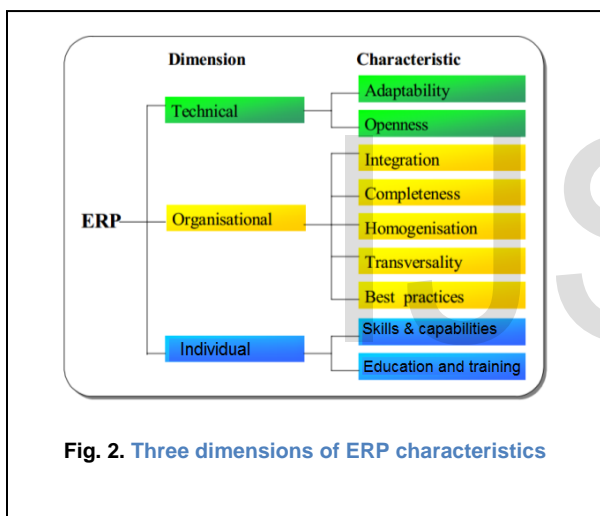 Dimension Characteristic
Technical
Adaptability
Openness
ERP
Organisational
Integration
Completeness
Homogenisation
Transversality
Best practices
Individual
Skills & capabilities
Education and training
IJS
Fig. 2. Three dimensions of ERP characteristics